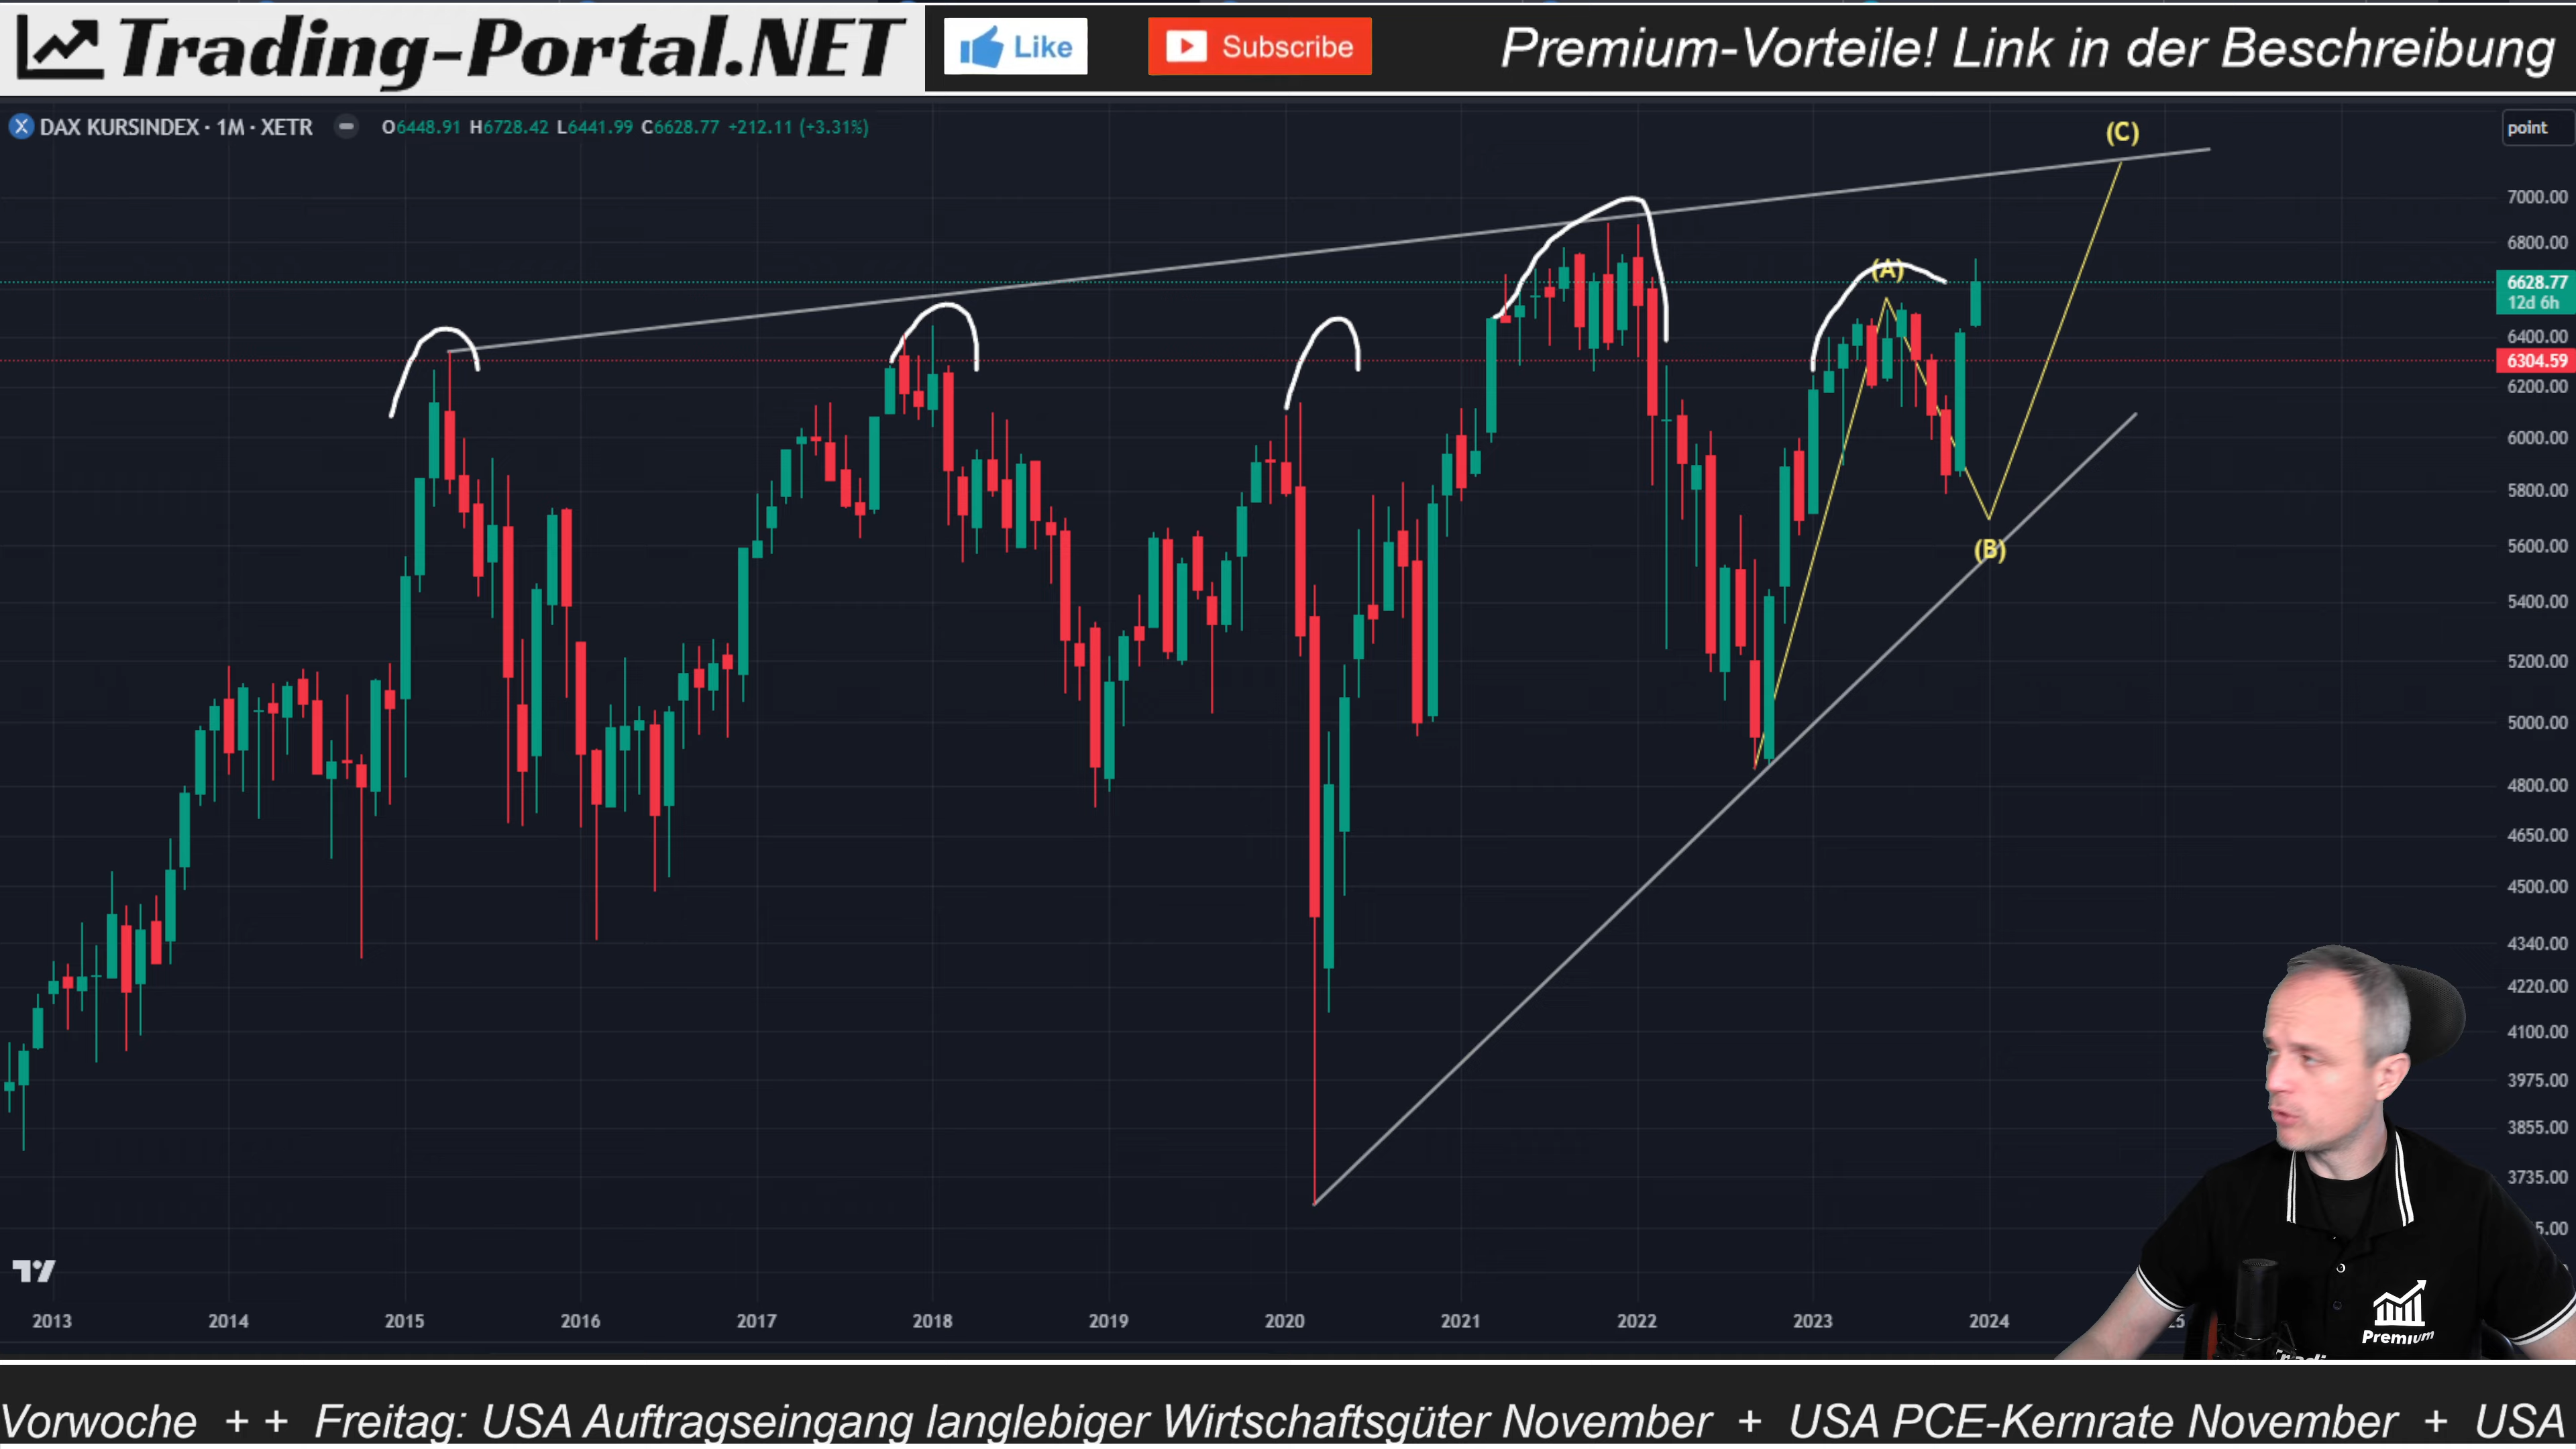 Trading-Portal.NET
Like
Subscribe
Premium-Vorteile! Link in der Beschreibung
DAX KURSINDEX · 1M · XETR
O6448.91 H6728.42 L6441.99 C6628.77 +212.11 (+3.31%)
point
(C)
7000.00
6800.00
(A)
6628.77
12d 6h
6400.00
6304.59
6200.00
6000.00
5800.00
(B)
5600.00
5400.00
5200.00
5000.00
4800.00
4650.00
4500.00
4340.00
4220.00
4100.00
3975.00
3855.00
3735.00
5.00
2013 2014 2015 2016 2017 2018 2019 2020 2021 2022 2023 2024
Premium
Vorwoche + + Freitag: USA Auftragseingang langlebiger Wirtschaftsgüter November + USA PCE-Kernrate November + USA